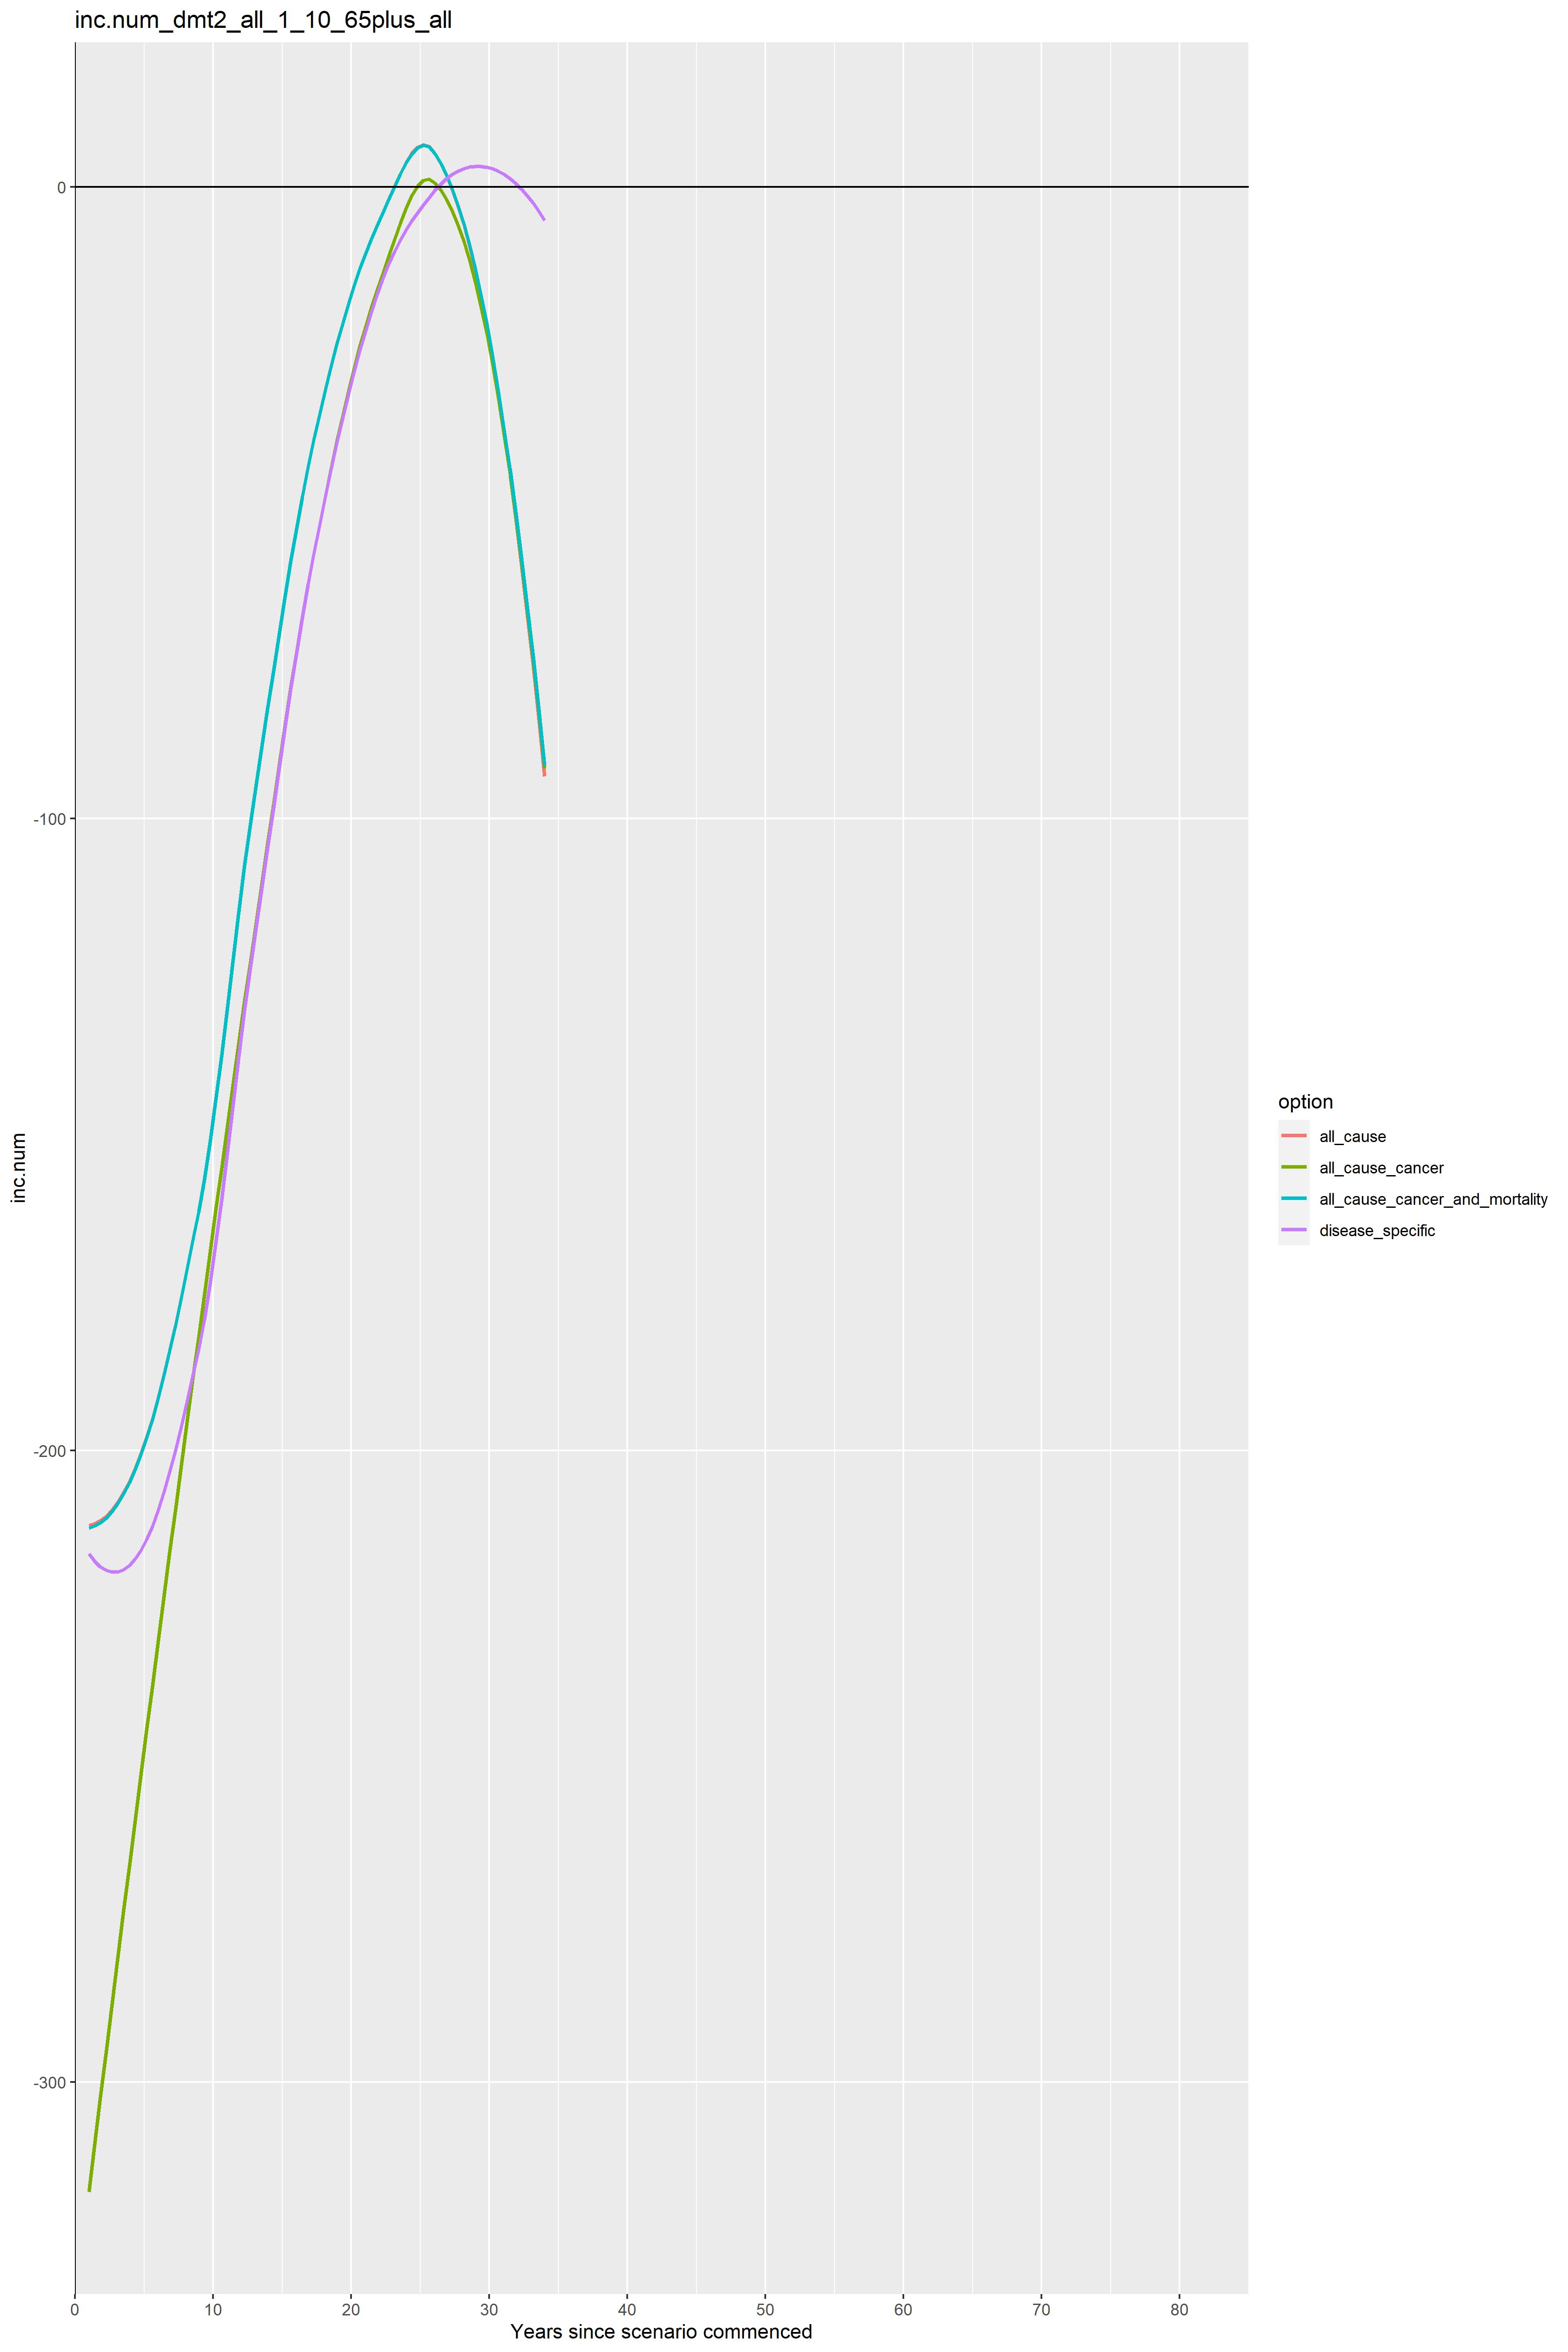 inc.num_dmt2_all_1_10_65plus_all
0
-100
-200
-300
inc.num
0 10 20 30 40 50 60 70 80
Years since scenario commenced
option
all_cause
all_cause_cancer
all_cause_cancer_and_mortality
disease_specific